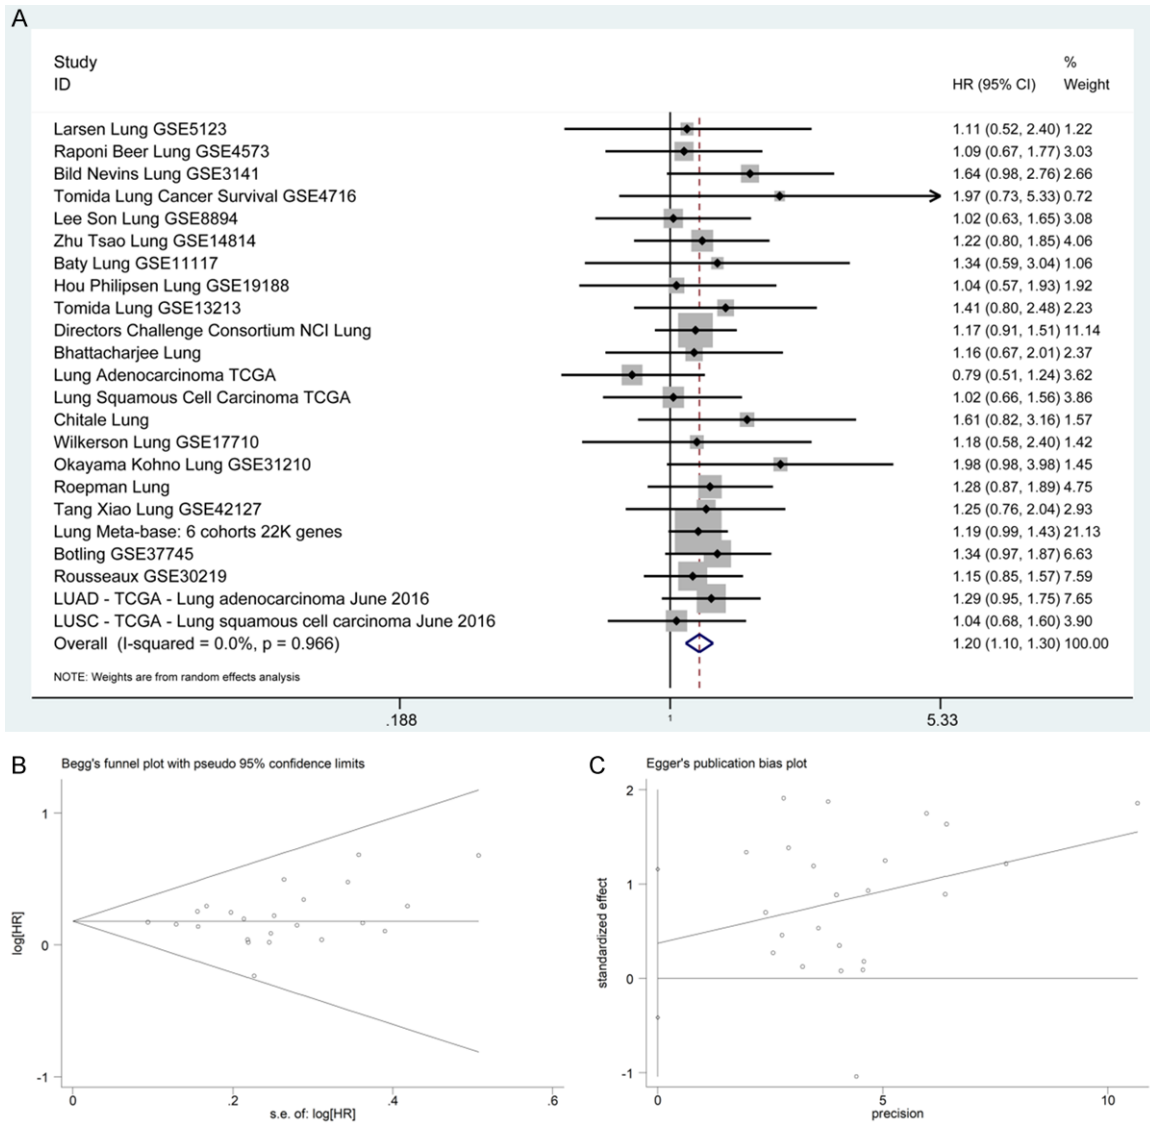 A
Study
ID
%
HR (95% CI) Weight
Larsen Lung GSE5123 1.11 (0.52, 2.40) 1.22
Raponi Beer Lung GSE4573 1.09 (0.67, 1.77) 3.03
Bild Nevins Lung GSE3141 1.64 (0.98, 2.76) 2.66
Tomida Lung Cancer Survival GSE4716 1.97 (0.73, 5.33) 0.72
Lee Son Lung GSE8894 1.02 (0.63, 1.65) 3.08
Zhu Tsao Lung GSE14814 1.22 (0.80, 1.85) 4.06
Baty Lung GSE11117 1.34 (0.59, 3.04) 1.06
Hou Philipsen Lung GSE19188 1.04 (0.57, 1.93) 1.92
Tomida Lung GSE13213 1.41 (0.80, 2.48) 2.23
Directors Challenge Consortium NCI Lung 1.17 (0.91, 1.51) 11.14
Bhattacharjee Lung 1.16 (0.67, 2.01) 2.37
Lung Adenocarcinoma TCGA 0.79 (0.51, 1.24) 3.62
Lung Squamous Cell Carcinoma TCGA 1.02 (0.66, 1.56) 3.86
Chitale Lung 1.61 (0.82, 3.16) 1.57
Wilkerson Lung GSE17710 1.18 (0.58, 2.40) 1.42
Okayama Kohno Lung GSE31210 1.98 (0.98, 3.98) 1.45
Roepman Lung 1.28 (0.87, 1.89) 4.75
Tang Xiao Lung GSE42127 1.25 (0.76, 2.04) 2.93
Lung Meta-base: 6 cohorts 22K genes 1.19 (0.99, 1.43) 21.13
Botling GSE37745 1.34 (0.97, 1.87) 6.63
Rousseaux GSE30219 1.15 (0.85, 1.57) 7.59
LUAD - TCGA - Lung adenocarcinoma June 2016 1.29 (0.95, 1.75) 7.65
LUSC - TCGA - Lung squamous cell carcinoma June 2016 1.04 (0.68, 1.60) 3.90
Overall (I-squared = 0.0%, p = 0.966) 1.20 (1.10, 1.30) 100.00
NOTE: Weights are from random effects analysis
.188 1 5.33
B
Begg's funnel plot with pseudo 95% confidence limits
1
0
-1
log[HR]
0 .2 .4 .6
s.e. of: log[HR]
C
Egger's publication bias plot
2
1
0
-1
standardized effect
0 5 10
precision